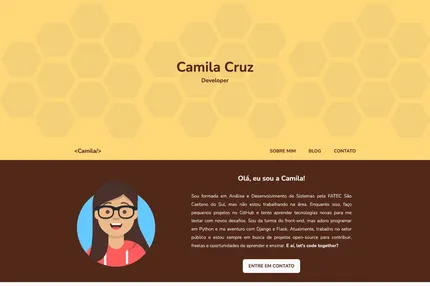 Camila Cruz
Developer
<Camila/>
SOBRE MIM BLOG CONTATO
Olá, eu sou a Camila!
Sou formada em Análise e Desenvolvimento de Sistemas pela FATEC São
Caetano do Sul, mas não estou trabalhando na área. Enquanto isso, faço
pequenos projetos no GitHub e tento aprender tecnologias novas para me
testar com novos desafios. Sou da turma do front-end, mas adoro programar
em Python e me aventuro com Django e Flask. Atualmente, trabalho no setor
público e estou sempre em busca de projetos open-source para contribuir,
freelas e oportunidades de aprender e ensinar. E aí, let's code together?
ENTRE EM CONTATO